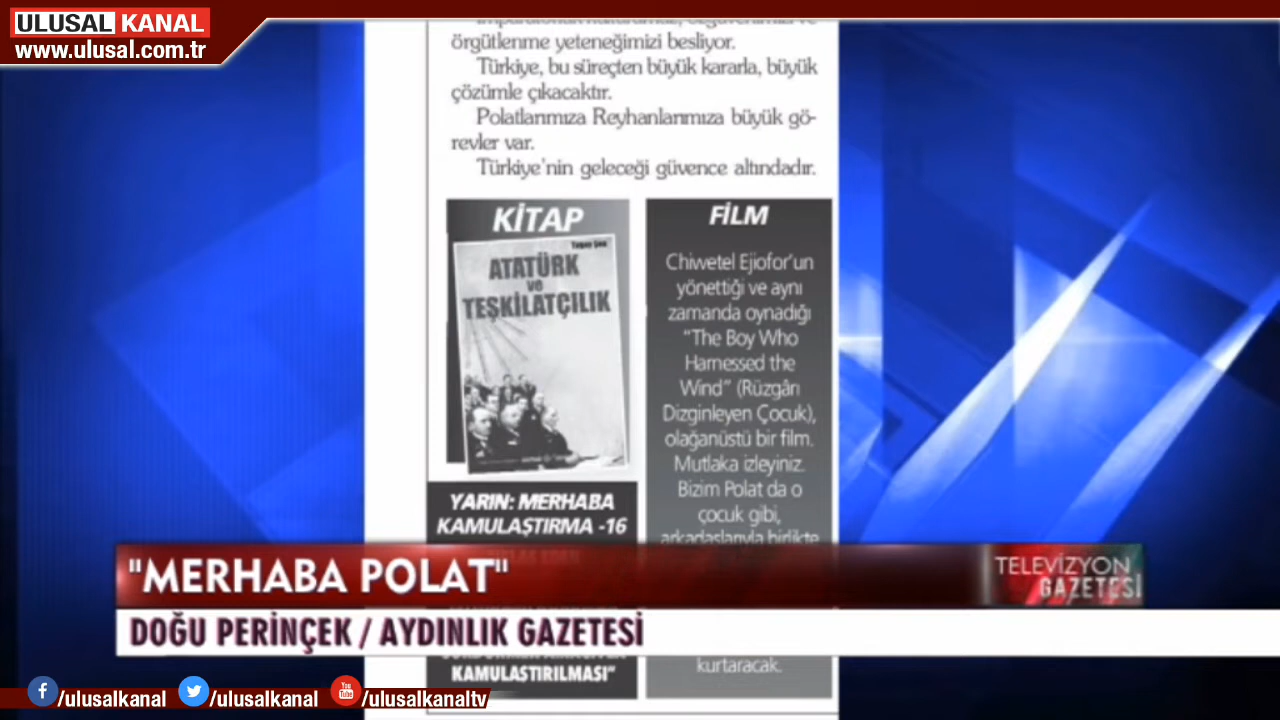 ULUSAL KANAL
www.ulusal.com.tr
örgütlenme yeteneğimizi besliyor.
Türkiye, bu süreçten büyük kararla, büyük
çözümle çıkacaktır.
Polatlarımıza Reyhanlarımıza büyük gö-
revler var.
Türkiye'nin geleceği güvence altındadır.
KİTAP
ATATÜRK
ve
TEŞKİLATÇILIK
YARIN: MERHABA
KAMULAŞTIRMA -16
KAMULAŞTIRILMASI"
FİLM
Chiwetel Ejiofor'un
yönettiği ve aynı
zamanda oynadığı
"The Boy Who
Harnessed the
Wind" (Rüzgârı
Dizginleyen Çocuk),
olağanüstü bir film.
Mutlaka izleyiniz.
Bizim Polat da o
çocuk gibi,
arkadaşlarıyla birlikte
kurtaracak.
"MERHABA POLAT"
TELEVİZYON
GAZETESİ
DOĞU PERİNÇEK / AYDINLIK GAZETESİ
/ulusalkanal
/ulusalkanal
You Tube
/ulusalkanaltv